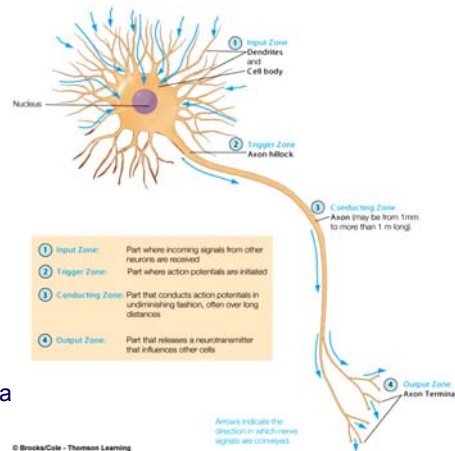 1 Input Zone
Dendrites
and
Cell body
Nucleus
2 Trigger Zone
Axon hillock
3 Conducting Zone
Axon (may be from 1mm
to more than 1 m long)
1 Input Zone: Part where incoming signals from other
neurons are received
2 Trigger Zone: Part where action potentials are initiated
3 Conducting Zone: Part that conducts action potentials in
undiminishing fashion, often over long
distances
4 Output Zone: Part that releases a neurotransmitter
that influences other cells
a
4 Output Zone
Axon Termina
Arrows indicate the
direction in which nerve
signals are conveyed.
© Brooks/Cole - Thomson Learning